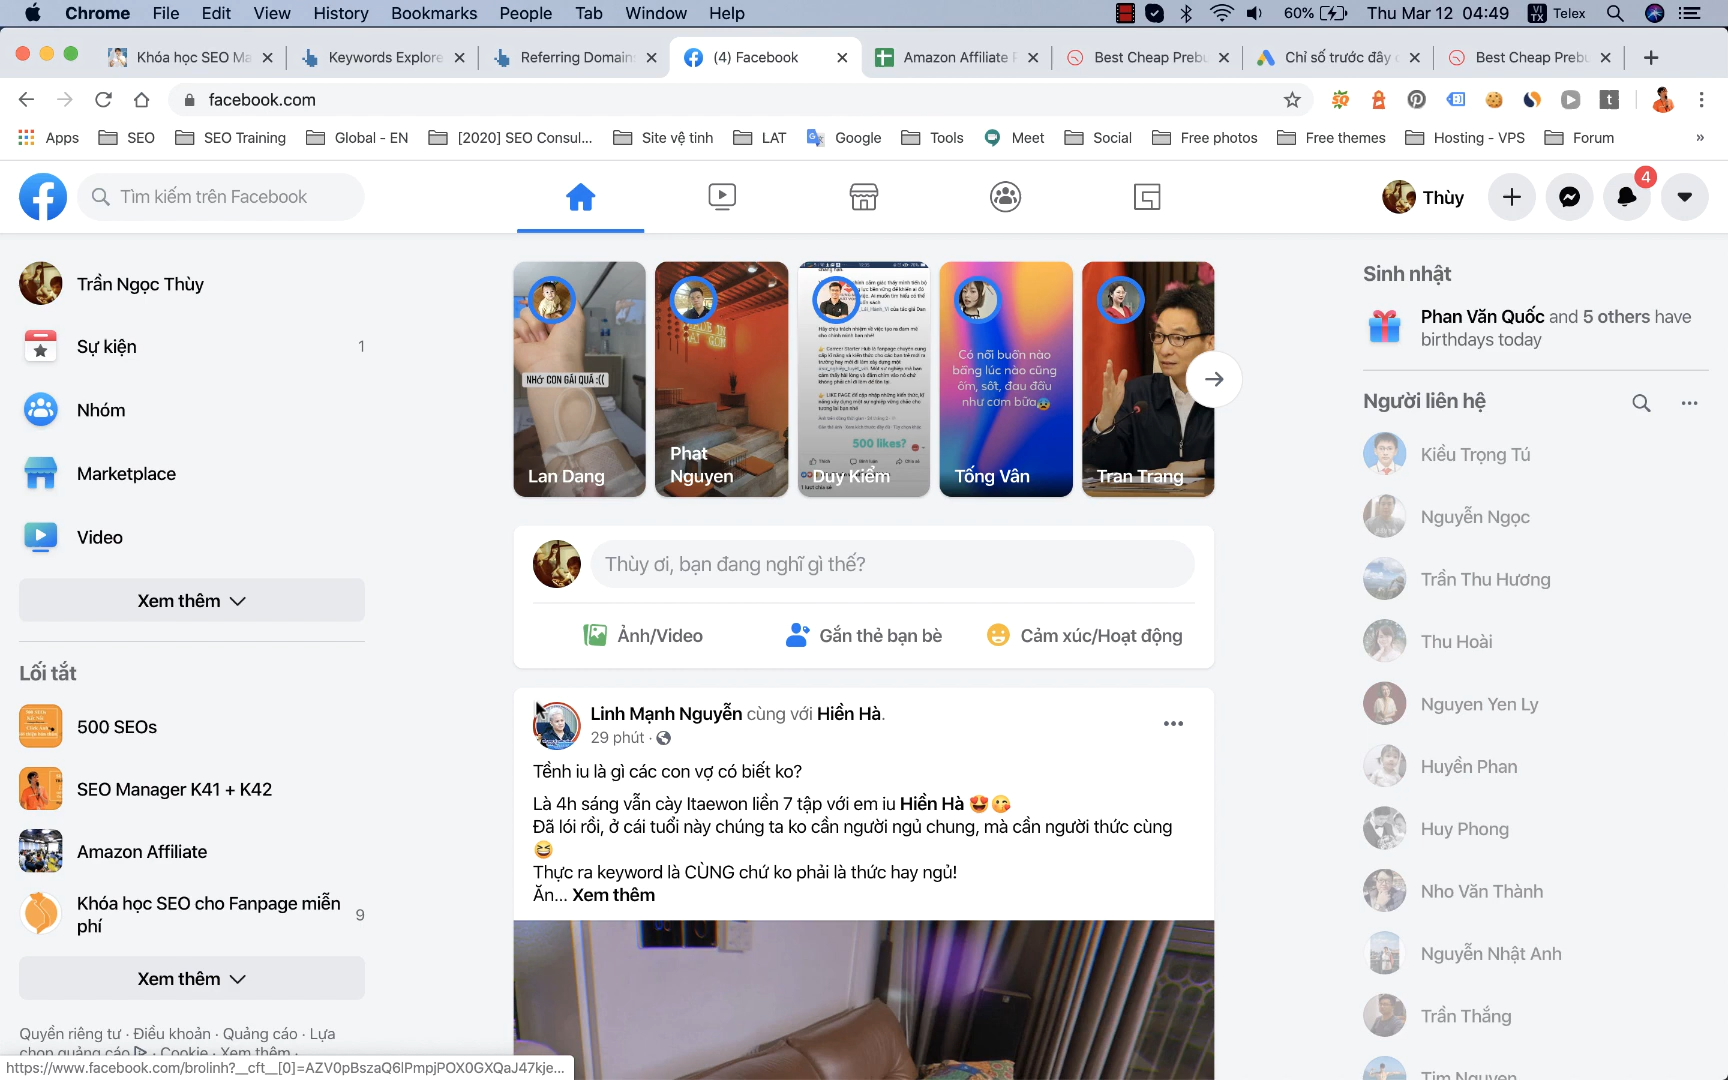 Chrome File Edit View History Bookmarks People Tab Window Help 60% Thu Mar 12 04:49 VI TX Telex
Khóa học SEO Ma Keywords Explore Referring Domain (4) Facebook Amazon Affiliate Best Cheap Prebu Chỉ số trước đây Best Cheap Prebu
facebook.com
Apps SEO SEO Training Global - EN [2020] SEO Consul... Site vệ tinh LAT Google Tools Meet Social Free photos Free themes Hosting - VPS Forum »
Tìm kiếm trên Facebook
Thùy
4
Trần Ngọc Thùy
Sự kiện 1
Nhóm
Marketplace
Video
Xem thêm
Lối tắt
500 SEOs
SEO Manager K41 + K42
Amazon Affiliate
Khóa học SEO cho Fanpage miễn
phí 9
Xem thêm
Quyền riêng tư · Điều khoản · Quảng cáo · Lựa
chọn quảng cáo · Cookie · Xem thêm ·
https://www.facebook.com/brolinh?__cft__[0]=AZV0pBszaQ6lPmpjPOX0GXQaJ47kje...
NHỚ CON GÁI QUÁ :((
Lan Dang
Phat
Nguyen
500 likes?
Duy Kiểm
Có nỗi buồn nào
bằng lúc nào cũng
ốm, sốt, đau đầu
như cơm bữa
Tống Vân
Tran Trang
Thùy ơi, bạn đang nghĩ gì thế?
Ảnh/Video Gắn thẻ bạn bè Cảm xúc/Hoạt động
Linh Mạnh Nguyễn cùng với Hiền Hà.
29 phút ·
Tềnh iu là gì các con vợ có biết ko?
Là 4h sáng vẫn cày Itaewon liền 7 tập với em iu Hiền Hà 😍😋
Đã lói rồi, ở cái tuổi này chúng ta ko cần người ngủ chung, mà cần người thức cùng
😆
Thực ra keyword là CÙNG chứ ko phải là thức hay ngủ!
Ăn... Xem thêm
Sinh nhật
Phan Văn Quốc and 5 others have
birthdays today
Người liên hệ
Kiều Trọng Tú
Nguyễn Ngọc
Trần Thu Hương
Thu Hoài
Nguyen Yen Ly
Huyền Phan
Huy Phong
Nho Văn Thành
Nguyễn Nhật Anh
Trần Thắng
Tim Nguyen